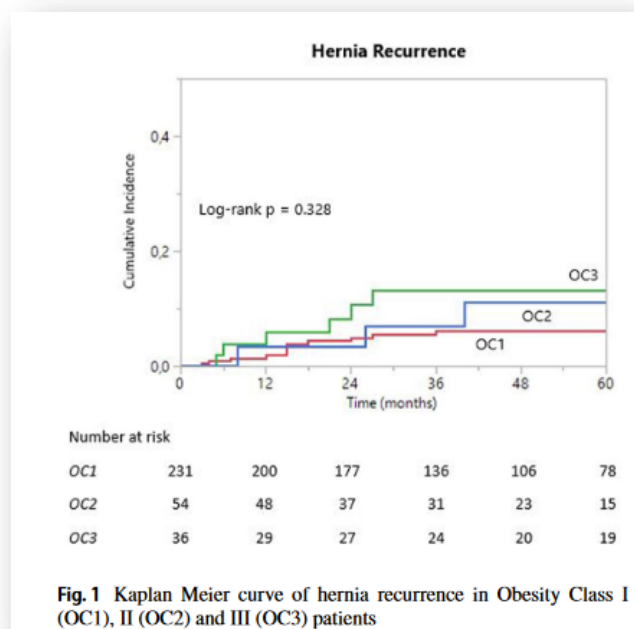 Hernia Recurrence
Cumulative Incidence
0,4
0,2
0,0
Log-rank p = 0.328
OC3
OC2
OC1
0 12 24 36 48 60
Time (months)
Number at risk
OC1 231 200 177 136 106 78
OC2 54 48 37 31 23 15
OC3 36 29 27 24 20 19
Fig. 1 Kaplan Meier curve of hernia recurrence in Obesity Class I
(OC1), II (OC2) and III (OC3) patients